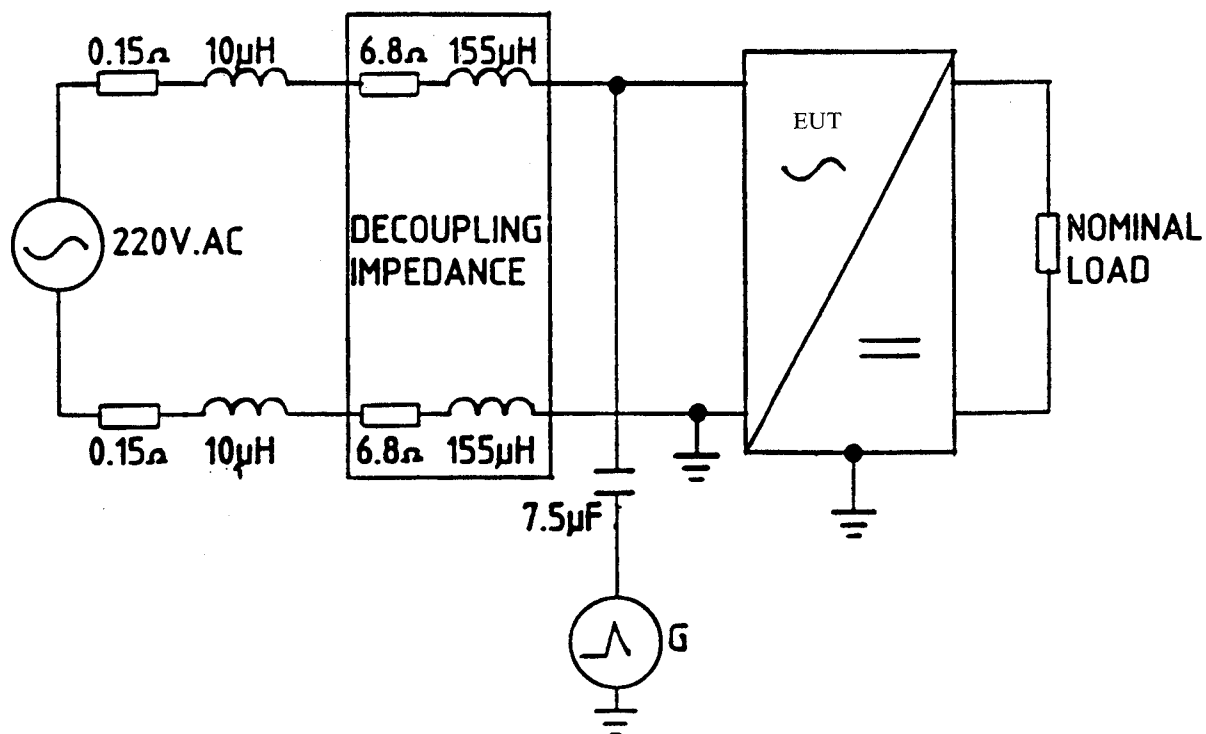 0.15Ω 10µH 6.8Ω 155µH
EUT
220V.AC
DECOUPLING
IMPEDANCE
NOMINAL
LOAD
0.15Ω 10µH 6.8Ω 155µH
7.5µF
G